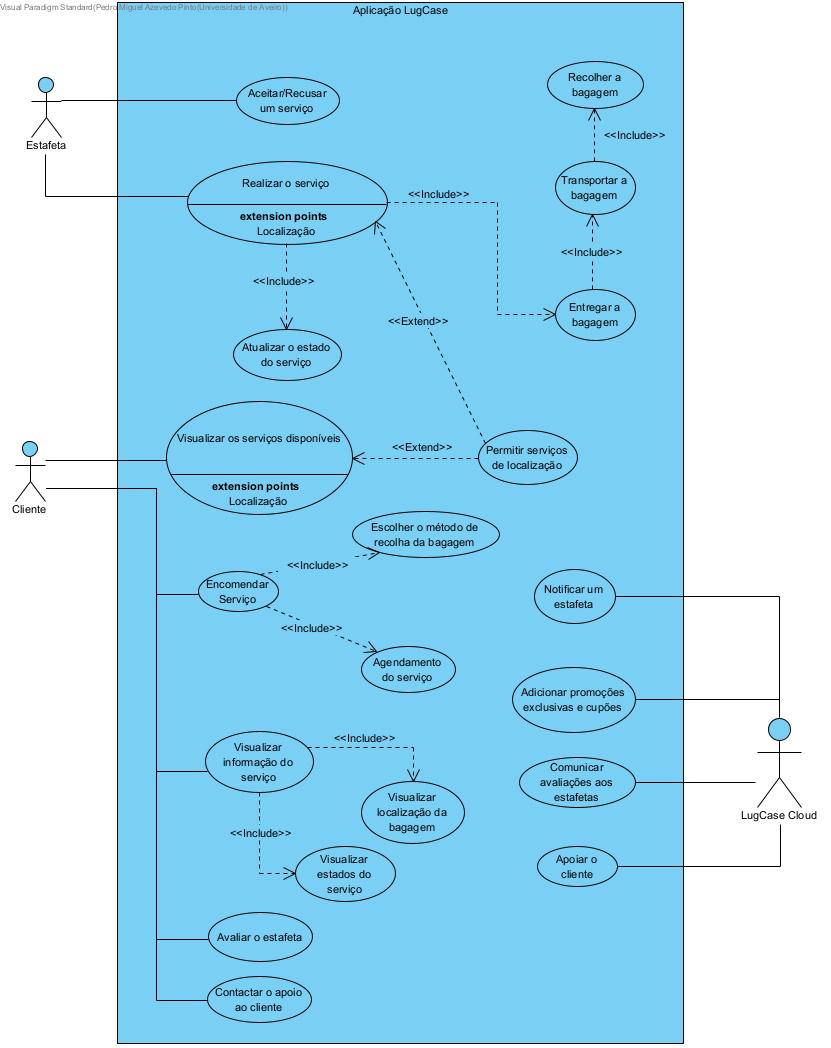 Visual Paradigm Standard(Pedro Miguel Azevedo Pinto(Universidade de Aveiro))
Aplicação LugCase
Estafeta
Aceitar/Recusar
um serviço
Recolher a
bagagem
<<Include>>
Transportar a
bagagem
Realizar o serviço
extension points
Localização
<<Include>>
<<Include>>
<<Include>>
Entregar a
bagagem
<<Extend>>
Atualizar o estado
do serviço
Cliente
Visualizar os serviços disponíveis
extension points
Localização
<<Extend>>
Permitir serviços
de localização
Escolher o método de
recolha da bagagem
<<Include>>
Encomendar
Serviço
<<Include>>
Agendamento
do serviço
Notificar um
estafeta
Adicionar promoções
exclusivas e cupões
Visualizar
informação do
serviço
<<Include>>
Visualizar
localização da
bagagem
<<Include>>
Visualizar
estados do
serviço
Comunicar
avaliações aos
estafetas
LugCase Cloud
Apoiar o
cliente
Avaliar o estafeta
Contactar o apoio
ao cliente